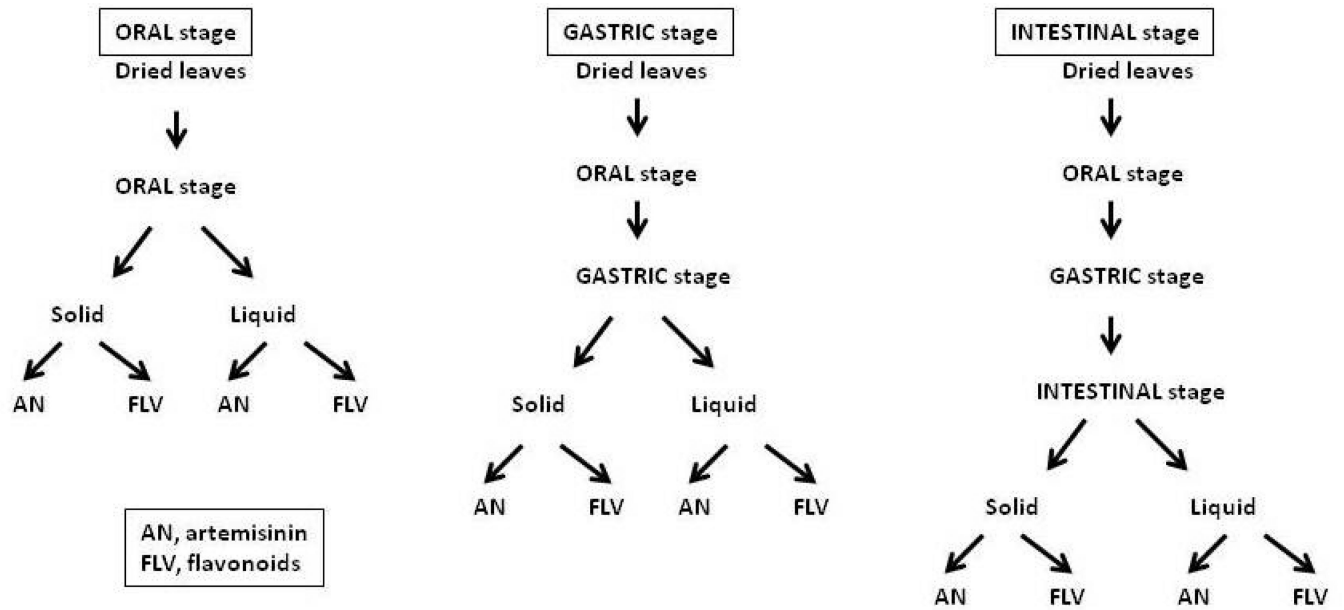 ORAL stage
Dried leaves
ORAL stage
Solid
Liquid
AN
FLV
AN
FLV
AN, artemisinin
FLV, flavonoids
GASTRIC stage
Dried leaves
ORAL stage
GASTRIC stage
Solid
Liquid
AN
FLV
AN
FLV
INTESTINAL stage
Dried leaves
ORAL stage
GASTRIC stage
INTESTINAL stage
Solid
Liquid
AN
FLV
AN
FLV